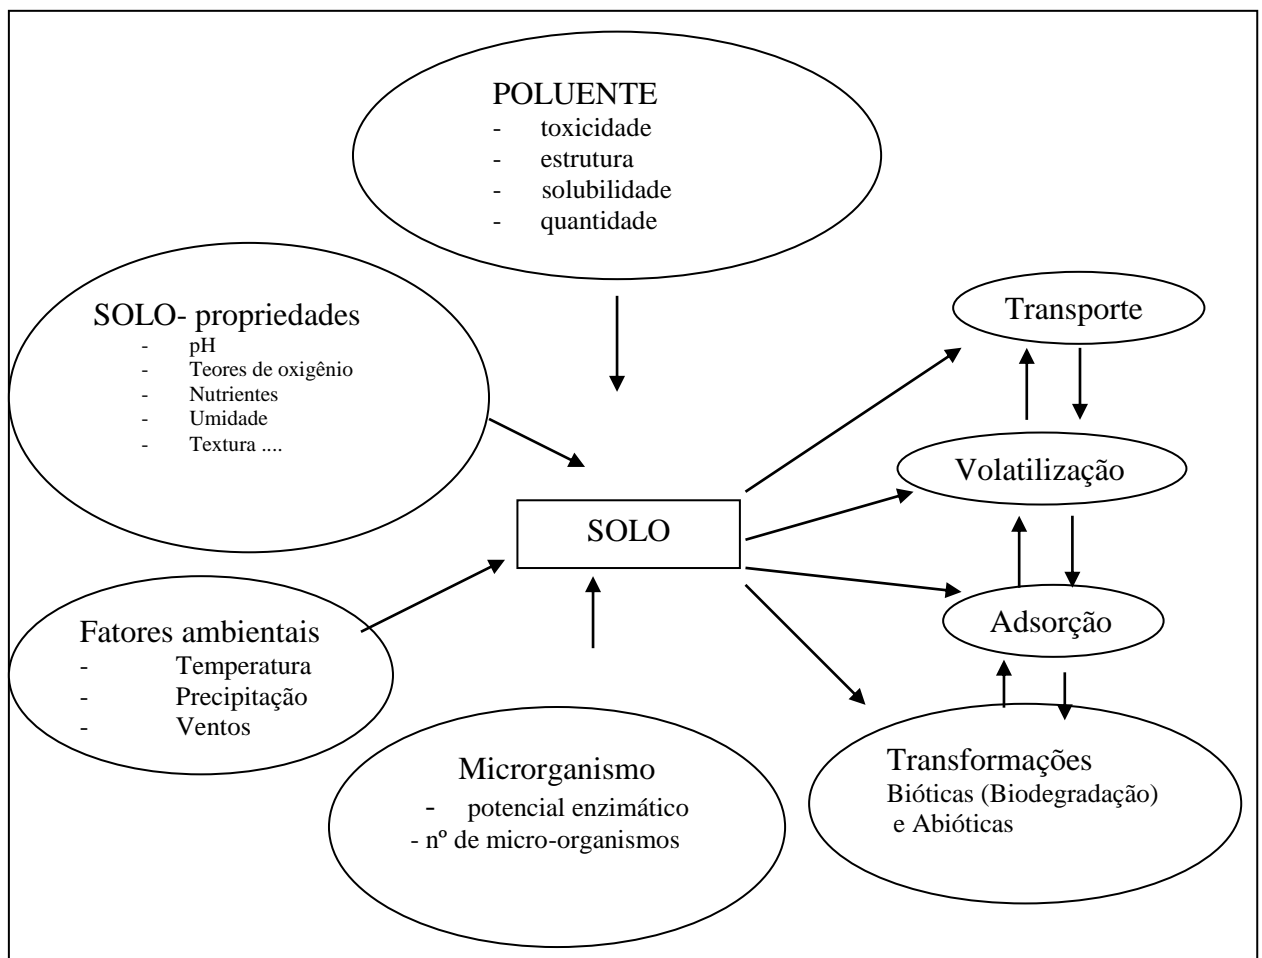 POLUENTE
- toxicidade
- estrutura
- solubilidade
- quantidade
SOLO- propriedades
- pH
- Teores de oxigênio
- Nutrientes
- Umidade
- Textura ....
Transporte
Volatilização
SOLO
Adsorção
Fatores ambientais
- Temperatura
- Precipitação
- Ventos
Microrganismo
- potencial enzimático
- nº de micro-organismos
Transformações
Bióticas (Biodegradação)
e Abióticas